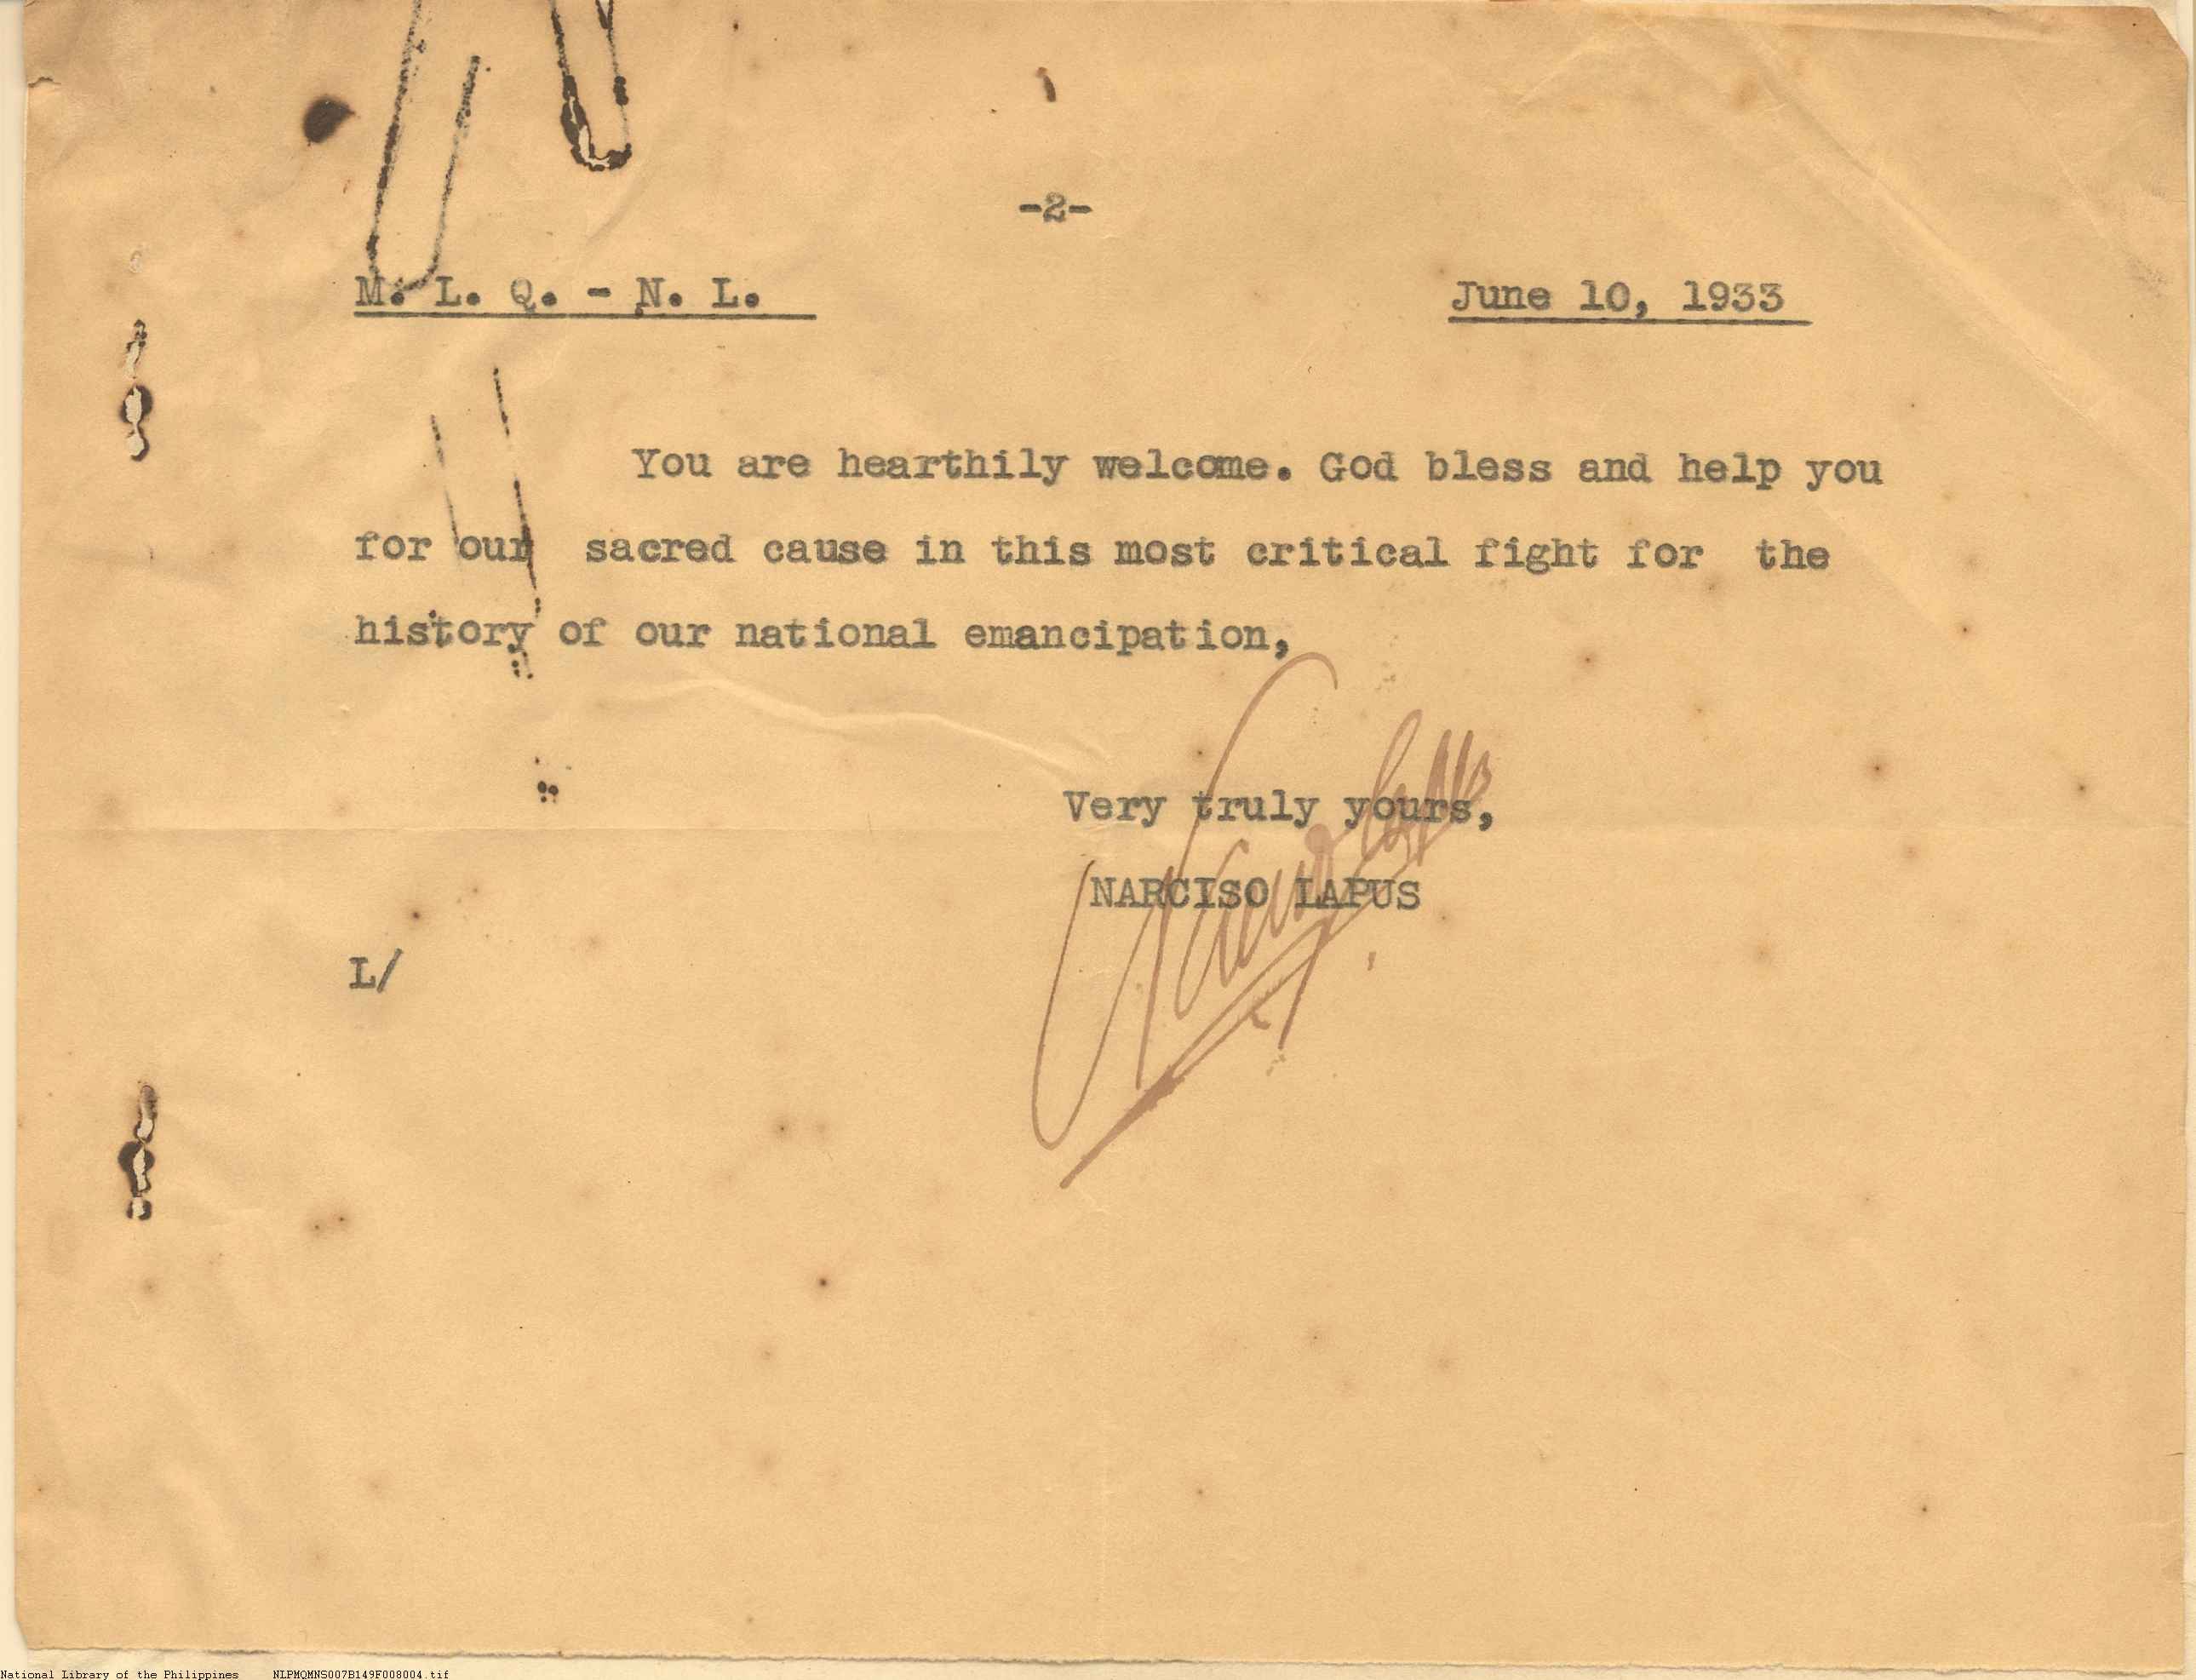 -2-
M. L. Q. - N. L. June 10, 1933
You are hearthily welcome. God bless and help you
for our sacred cause in this most critical fight for the
history of our national emancipation,
Very truly yours,
Narciso Lapus
NARCISO LAPUS
L/
National Library of the Philippines NLPMQMNS007B149F008004.tif